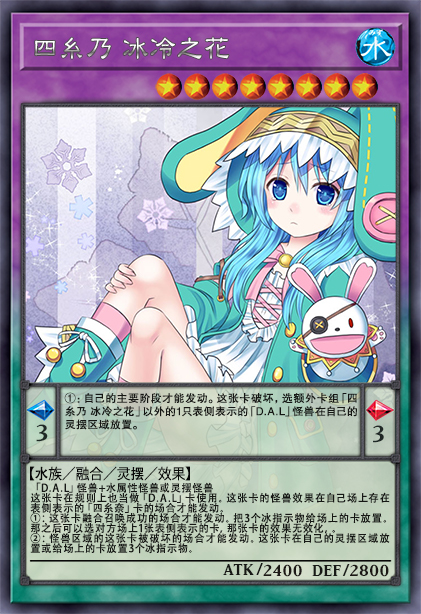 四糸乃 冰冷之花
水
①：自己的主要阶段才能发动。这张卡破坏，选额外卡组「四
糸乃 冰冷之花」以外的1只表侧表示的「D.A.L」怪兽在自己的
灵摆区域放置。
3
3
【水族／融合／灵摆／效果】
「D.A.L」怪兽+水属性怪兽或灵摆怪兽
这张卡在规则上也当做「D.A.L」卡使用。这张卡的怪兽效果在自己场上存在
表侧表示的「四糸奈」的场合才能发动。
①：这张卡融合召唤成功的场合才能发动。把3个冰指示物给场上的卡放置。
那之后可以选对方场上1张表侧表示的卡，那张卡的效果无效化，。
②：怪兽区域的这张卡被破坏的场合才能发动。这张卡在自己的灵摆区域放
置或给场上的卡放置3个冰指示物。
ATK/2400 DEF/2800